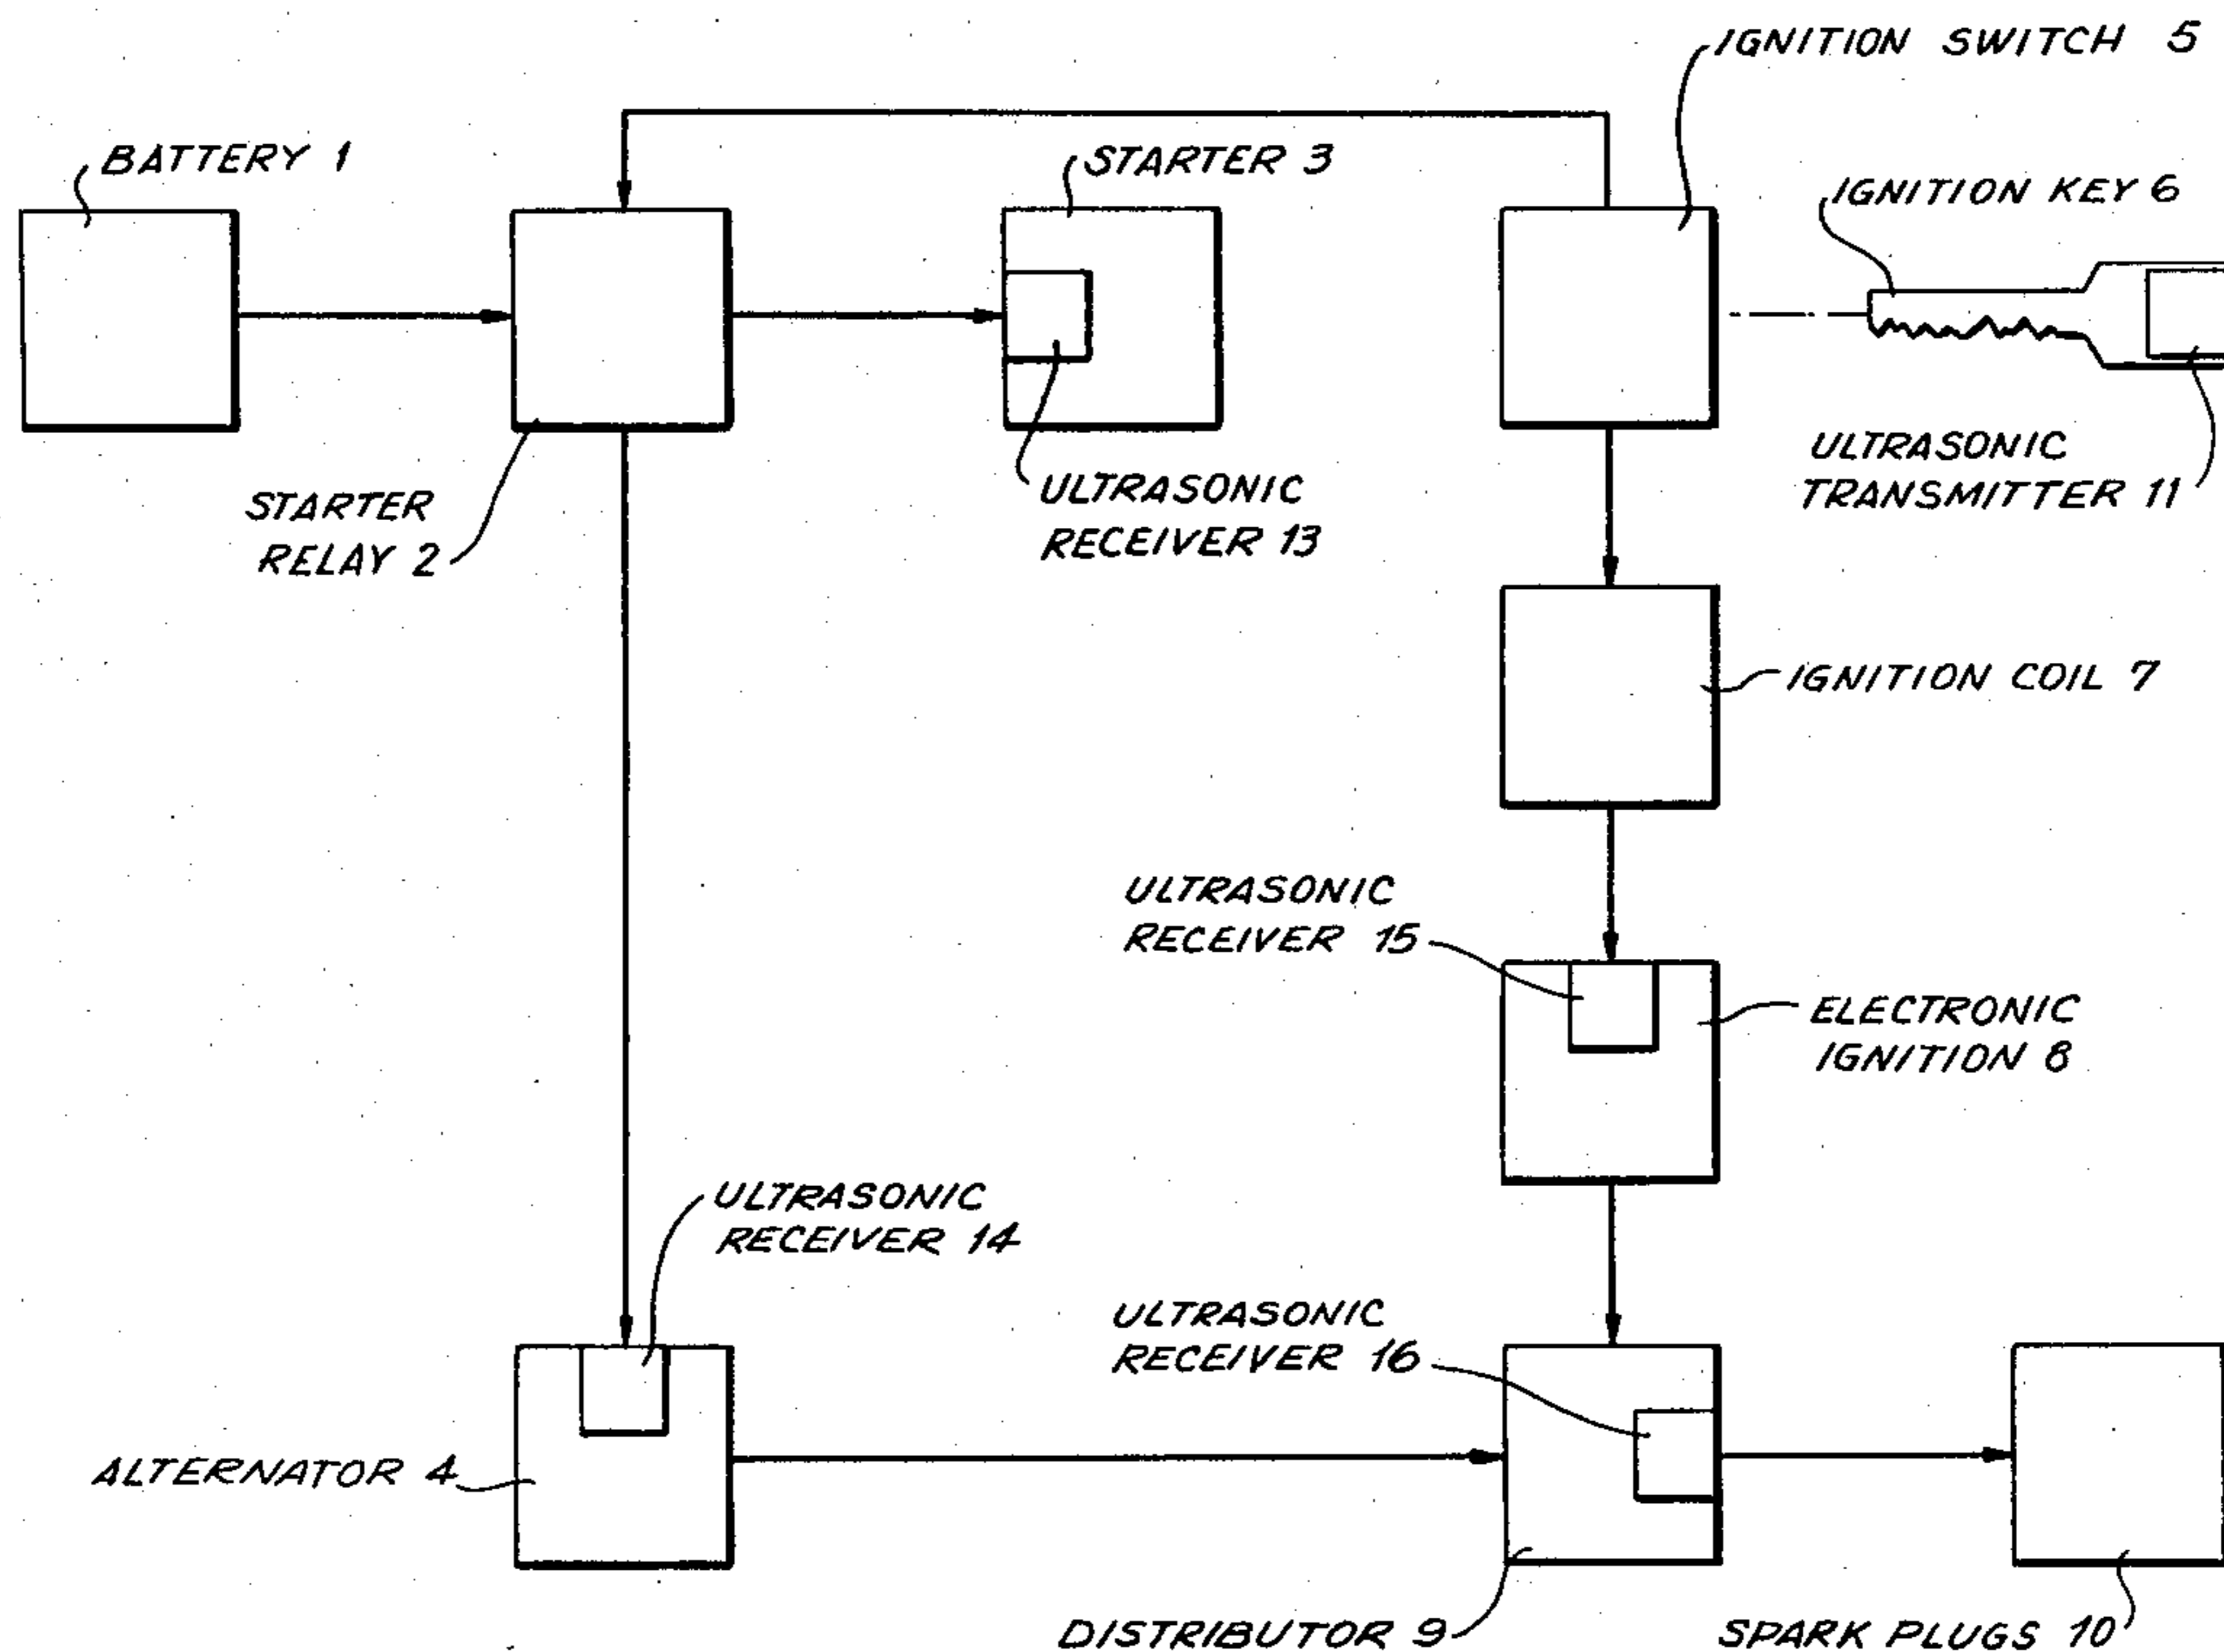 IGNITION SWITCH 5
BATTERY 1
STARTER 3
IGNITION KEY 6
ULTRASONIC
TRANSMITTER 11
STARTER
RELAY 2
ULTRASONIC
RECEIVER 13
IGNITION COIL 7
ULTRASONIC
RECEIVER 15
ELECTRONIC
IGNITION 8
ULTRASONIC
RECEIVER 14
ULTRASONIC
RECEIVER 16
ALTERNATOR 4
DISTRIBUTOR 9
SPARK PLUGS 10